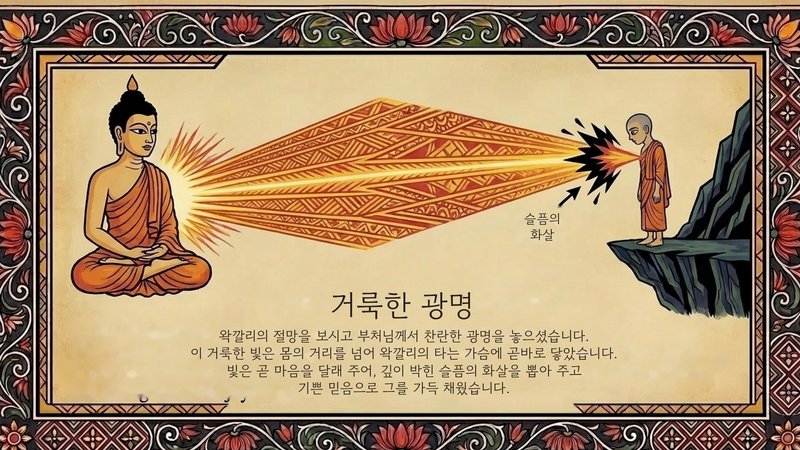 슬픔의
화살
거룩한 광명
왁깔리의 절망을 보시고 부처님께서 찬란한 광명을 놓으셨습니다.
이 거룩한 빛은 몸의 거리를 넘어 왁깔리의 타는 가슴에 곧바로 닿았습니다.
빛은 곧 마음을 달래 주어, 깊이 박힌 슬픔의 화살을 뽑아 주고
기쁜 믿음으로 그를 가득 채웠습니다.